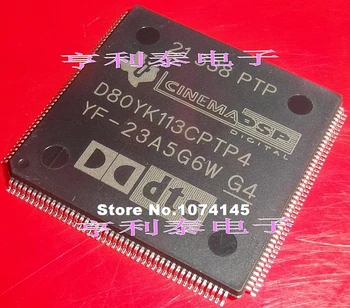 亨利泰电子
21 338 PTP
CINEMA DSP
DIGITAL
D80YK113CPTP4
YF-23A5G6W G4
Store No: 1074145
dts
亨利泰电子